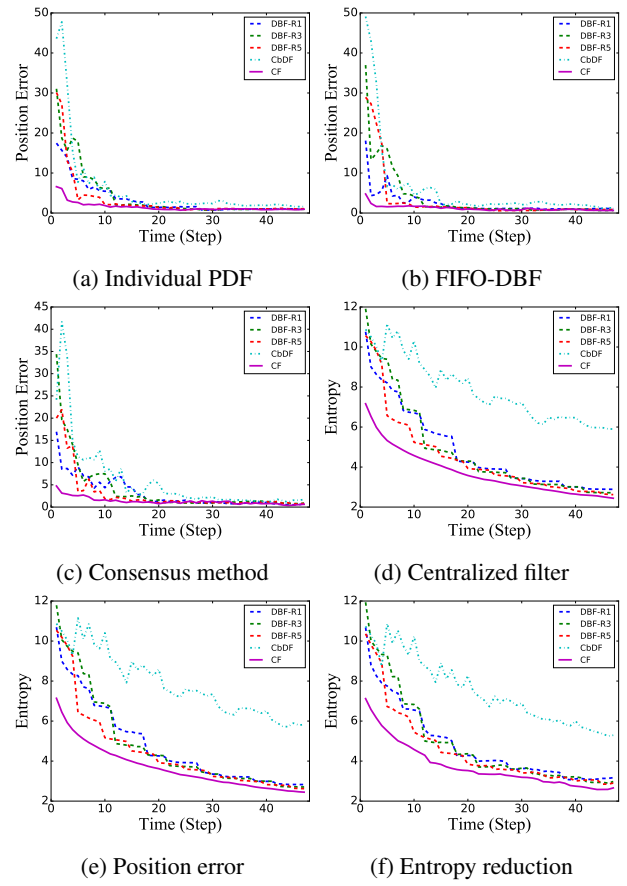 50
40
30
20
10
0
0 10 20 30 40
Position Error
Time (Step)
DBF-R1
DBF-R3
DBF-R5
CbDF
CF
(a) Individual PDF
50
40
30
20
10
0
0 10 20 30 40
Position Error
Time (Step)
DBF-R1
DBF-R3
DBF-R5
CbDF
CF
(b) FIFO-DBF
45
40
35
30
25
20
15
10
5
0
0 10 20 30 40
Position Error
Time (Step)
DBF-R1
DBF-R3
DBF-R5
CbDF
CF
(c) Consensus method
12
10
8
6
4
2
0 10 20 30 40
Entropy
Time (Step)
DBF-R1
DBF-R3
DBF-R5
CbDF
CF
(d) Centralized filter
12
10
8
6
4
2
0 10 20 30 40
Entropy
Time (Step)
DBF-R1
DBF-R3
DBF-R5
CbDF
CF
(e) Position error
12
10
8
6
4
2
0 10 20 30 40
Entropy
Time (Step)
DBF-R1
DBF-R3
DBF-R5
CbDF
CF
(f) Entropy reduction